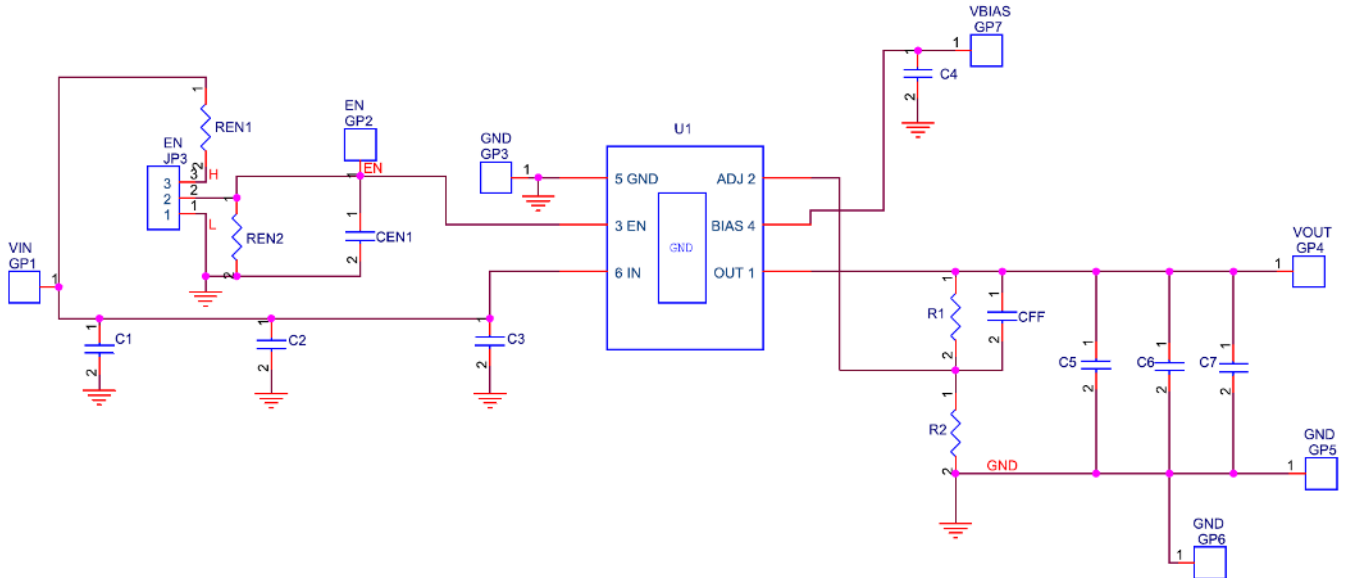 VBIAS
GP7
1
1
C4
2
1
REN1
2
EN
GP2
1
EN
U1
GND
GP3
1
EN
JP3
3
2
1
3
2
1
H
L
1
REN2
2
1
CEN1
2
5 GND
3 EN
6 IN
GND
ADJ 2
BIAS 4
OUT 1
VIN
GP1
1
VOUT
GP4
1
1
C1
2
1
C2
2
1
C3
2
1
R1
2
1
CFF
2
1
C5
2
1
C6
2
1
C7
2
1
R2
2
GND
GND
GP5
1
GND
GP6
1